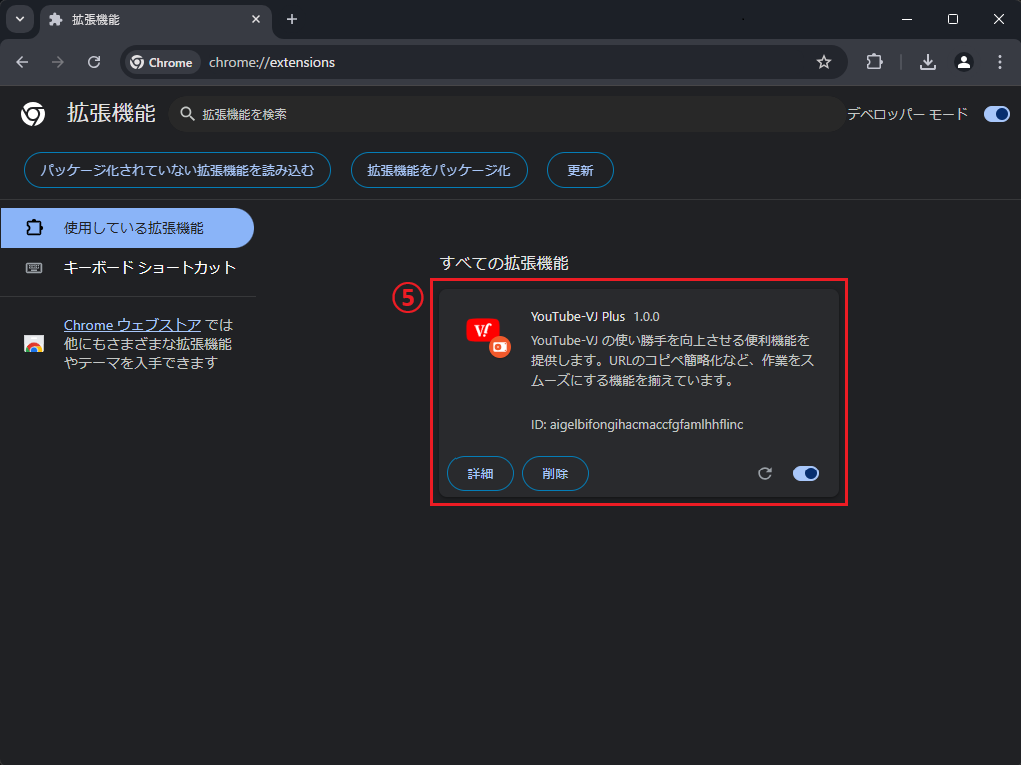 拡張機能
Chrome
chrome://extensions
拡張機能
拡張機能を検索
デベロッパー モード
パッケージ化されていない拡張機能を読み込む
拡張機能をパッケージ化
更新
使用している拡張機能
キーボード ショートカット
Chrome ウェブストア では
他にもさまざまな拡張機能
やテーマを入手できます
すべての拡張機能
⑤
YouTube-VJ Plus 1.0.0
YouTube-VJ の使い勝手を向上させる便利機能を
提供します。URLのコピペ簡略化など、作業をス
ムーズにする機能を揃えています。
ID: aigelbifongihacmaccfgfamlhhflinc
詳細
削除